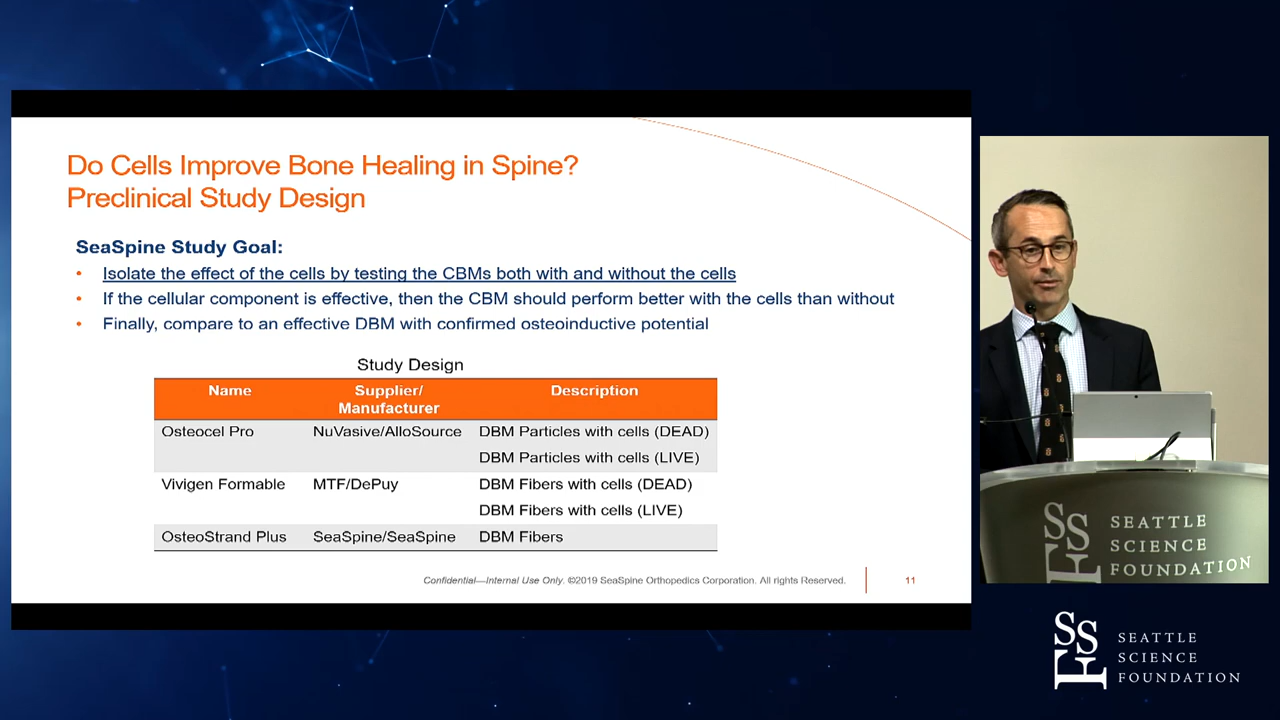 Do Cells Improve Bone Healing in Spine?
Preclinical Study Design
SeaSpine Study Goal:
• Isolate the effect of the cells by testing the CBMs both with and without the cells
• If the cellular component is effective, then the CBM should perform better with the cells than without
• Finally, compare to an effective DBM with confirmed osteoinductive potential
Study Design
Name Supplier/ Description
Manufacturer
Osteocel Pro NuVasive/AlloSource DBM Particles with cells (DEAD)
DBM Particles with cells (LIVE)
Vivigen Formable MTF/DePuy DBM Fibers with cells (DEAD)
DBM Fibers with cells (LIVE)
OsteoStrand Plus SeaSpine/SeaSpine DBM Fibers
Confidential—Internal Use Only. ©2019 SeaSpine Orthopedics Corporation. All rights Reserved. 11
SSF
SEATTLE
SCIENCE
FOUNDATION
SSF
SEATTLE
SCIENCE
FOUNDATION